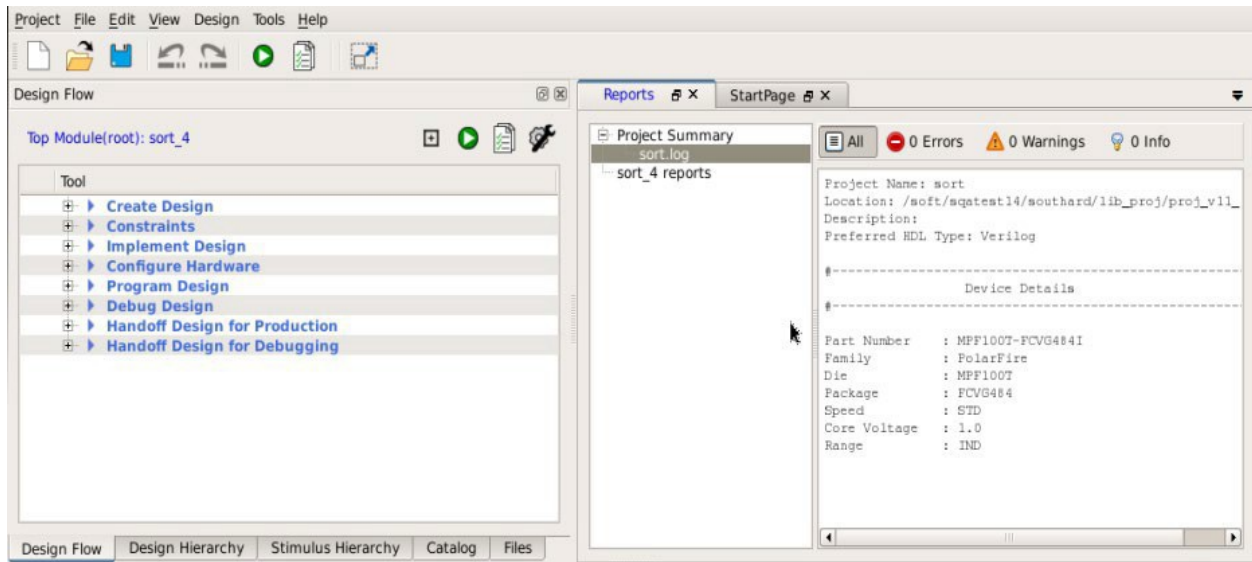 Project File Edit View Design Tools Help
Design Flow
Top Module(root): sort_4
Tool
Create Design
Constraints
Implement Design
Configure Hardware
Program Design
Debug Design
Handoff Design for Production
Handoff Design for Debugging
Design Flow Design Hierarchy Stimulus Hierarchy Catalog Files
Reports StartPage
Project Summary
sort.log
sort_4 reports
All 0 Errors 0 Warnings 0 Info
Project Name: sort
Location: /soft/sqatest14/southard/lib_proj/proj_v11_
Description:
Preferred HDL Type: Verilog
#-----------------------------------------------------
Device Details
#-----------------------------------------------------
Part Number : MPF100T-FCVG484I
Family : PolarFire
Die : MPF100T
Package : FCVG484
Speed : STD
Core Voltage : 1.0
Range : IND